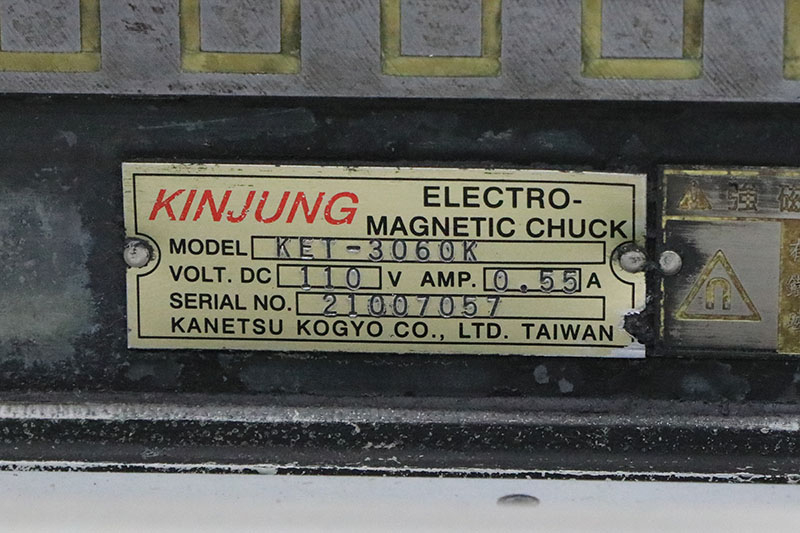 KINJUNG
ELECTRO-
MAGNETIC CHUCK
MODEL KET-3060K
VOLT. DC 110 V AMP. 0.55 A
SERIAL NO. 21007057
KANETSU KOGYO CO., LTD. TAIWAN
強磁